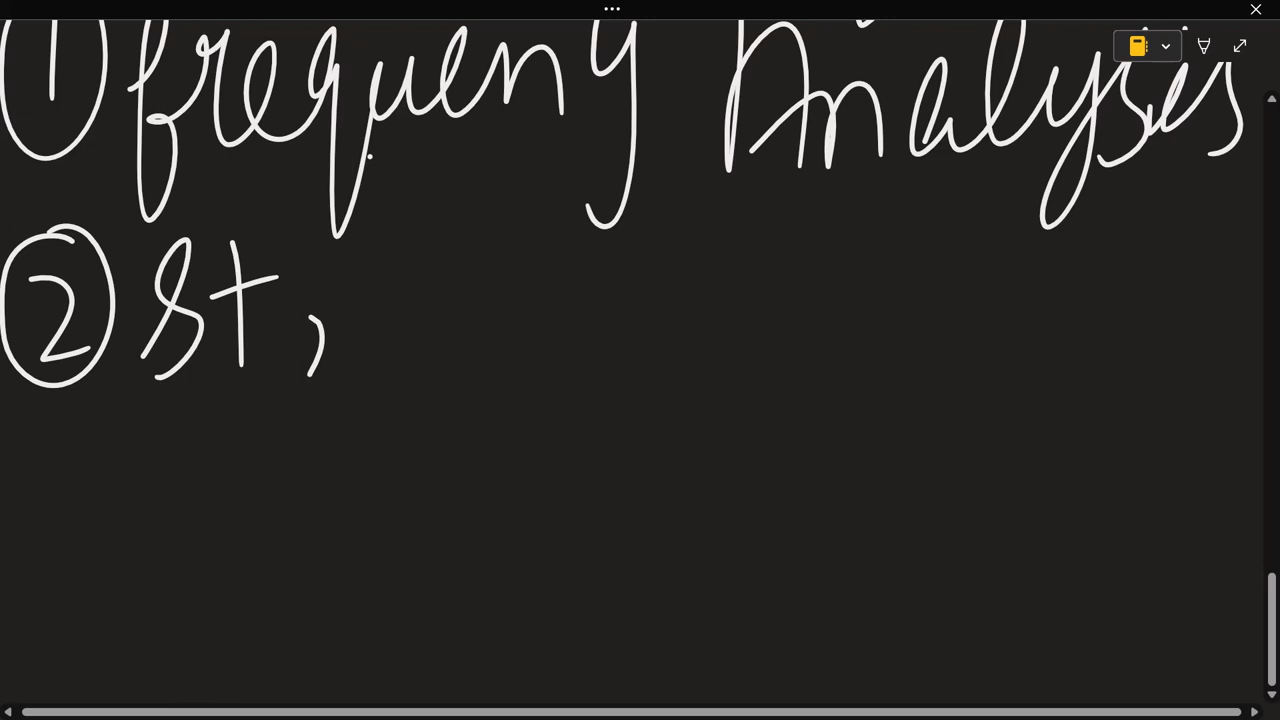 ① frequeny Analyses
② St,